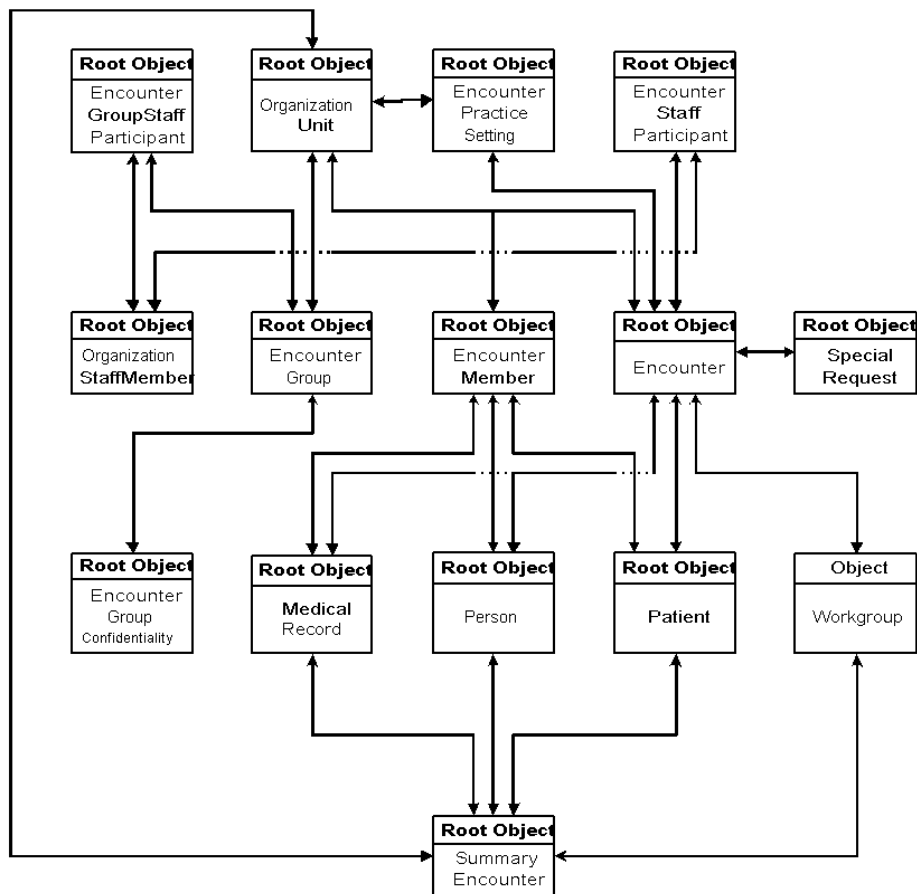 Root Object
Encounter
GroupStaff
Participant
Root Object
Organization
Unit
Root Object
Encounter
Practice
Setting
Root Object
Encounter
Staff
Participant
Root Object
Organization
StaffMember
Root Object
Encounter
Group
Root Object
Encounter
Member
Root Object
Encounter
Root Object
Special
Request
Root Object
Encounter
Group
Confidentiality
Root Object
Medical
Record
Root Object
Person
Root Object
Patient
Object
Workgroup
Root Object
Summary
Encounter